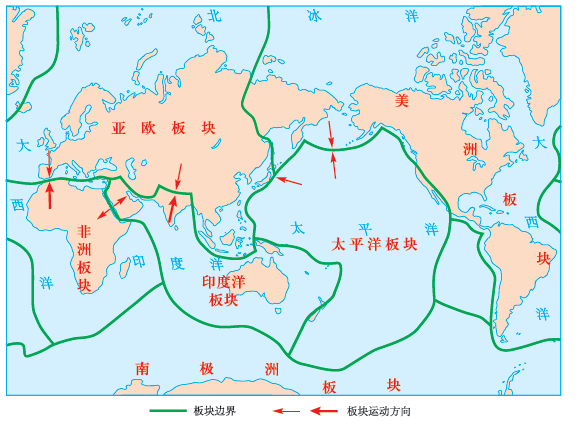 北冰洋
亚欧板块
美洲板块
大西洋
大西洋
非洲板块
印度洋
太平洋
太平洋板块
印度洋
板块
南极洲板块
板块边界
板块运动方向